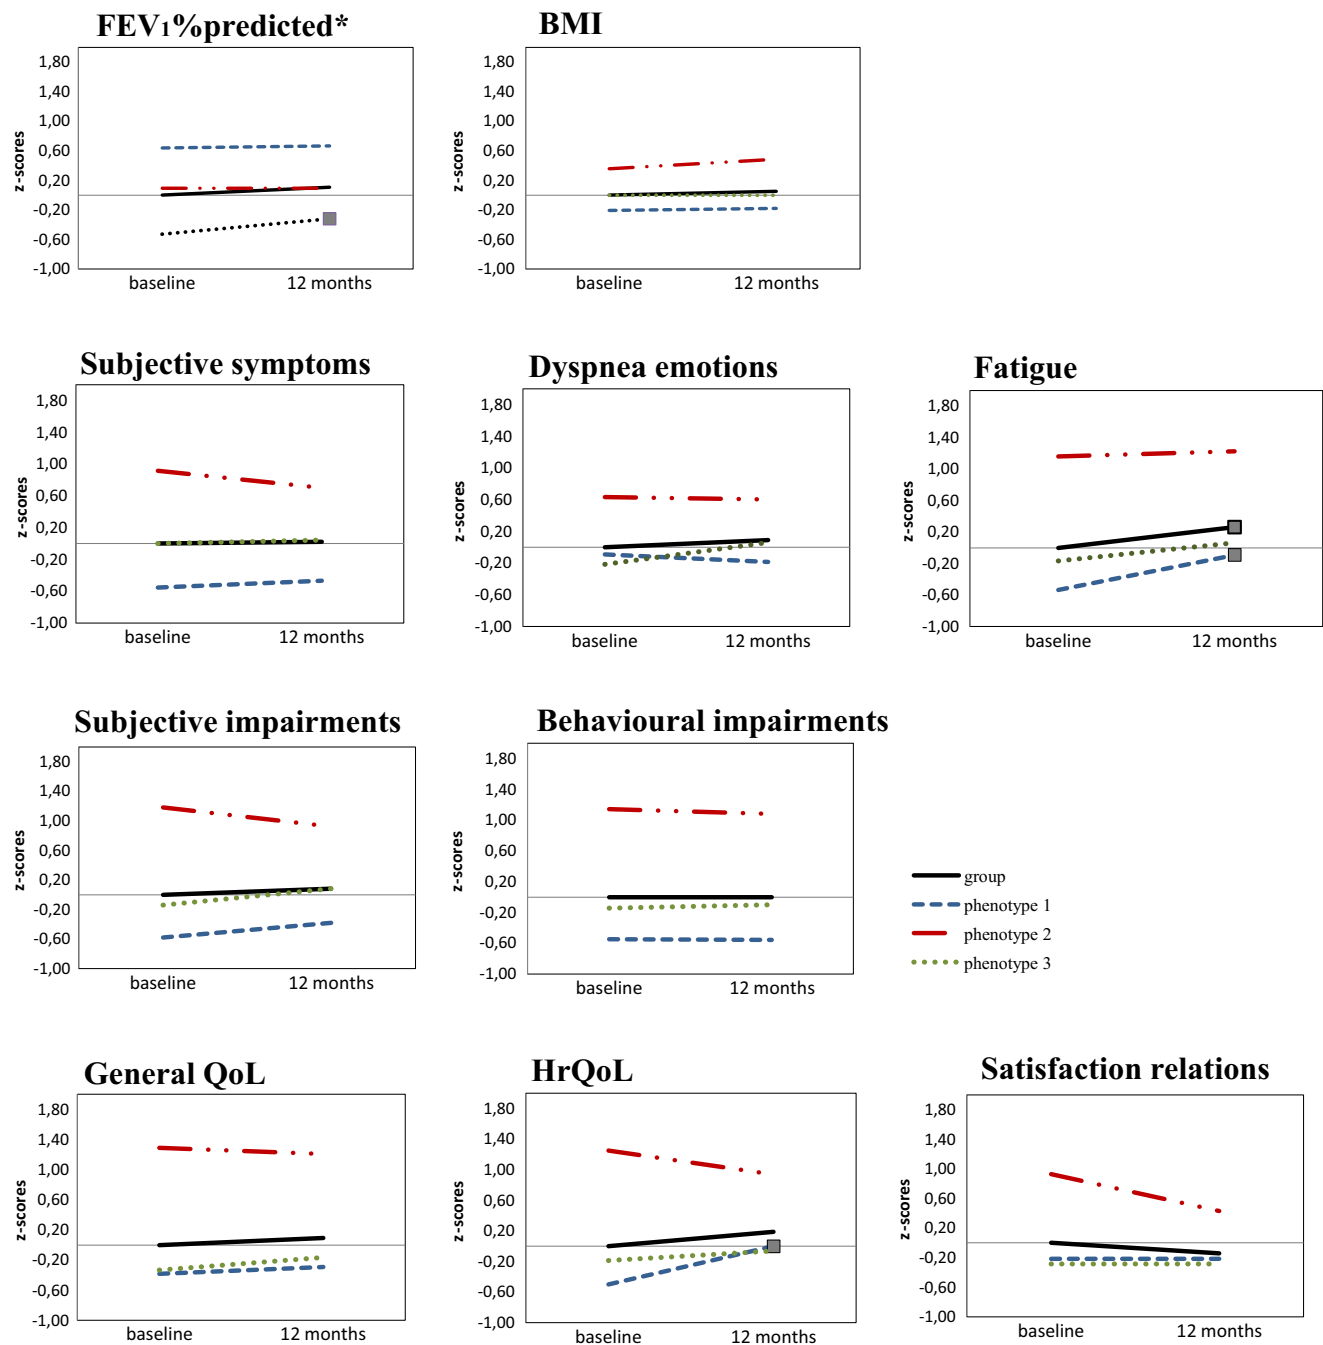 FEV₁%predicted*
z-scores
1,80
1,40
1,00
0,60
0,20
-0,20
-0,60
-1,00
baseline 12 months
BMI
z-scores
1,80
1,40
1,00
0,60
0,20
-0,20
-0,60
-1,00
baseline 12 months
Subjective symptoms
z-scores
1,80
1,40
1,00
0,60
0,20
-0,20
-0,60
-1,00
baseline 12 months
Dyspnea emotions
z-scores
1,80
1,40
1,00
0,60
0,20
-0,20
-0,60
-1,00
baseline 12 months
Fatigue
z-scores
1,80
1,40
1,00
0,60
0,20
-0,20
-0,60
-1,00
baseline 12 months
Subjective impairments
z-scores
1,80
1,40
1,00
0,60
0,20
-0,20
-0,60
-1,00
baseline 12 months
Behavioural impairments
z-scores
1,80
1,40
1,00
0,60
0,20
-0,20
-0,60
-1,00
baseline 12 months
group
phenotype 1
phenotype 2
phenotype 3
General QoL
z-scores
1,80
1,40
1,00
0,60
0,20
-0,20
-0,60
-1,00
baseline 12 months
HrQoL
z-scores
1,80
1,40
1,00
0,60
0,20
-0,20
-0,60
-1,00
baseline 12 months
Satisfaction relations
z-scores
1,80
1,40
1,00
0,60
0,20
-0,20
-0,60
-1,00
baseline 12 months